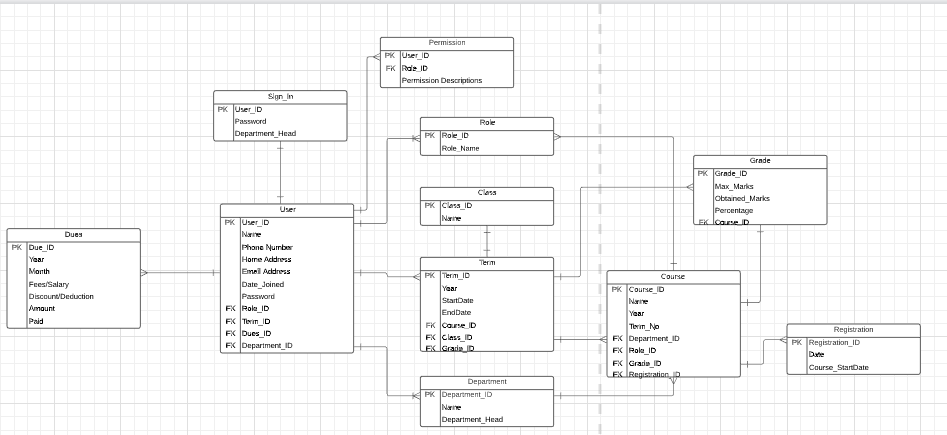 Permission
PK User_ID
FK Role_ID
Permission Descriptions
Sign_In
PK User_ID
Password
Department_Head
Role
PK Role_ID
Role_Name
Grade
PK Grade_ID
Max_Marks
Obtained_Marks
Percentage
FK Course_ID
Class
PK Class_ID
Name
User
PK User_ID
Name
Phone Number
Home Address
Email Address
Date_Joined
Password
FK Role_ID
FK Term_ID
FK Dues_ID
FK Department_ID
Dues
PK Due_ID
Year
Month
Fees/Salary
Discount/Deduction
Amount
Paid
Term
PK Term_ID
Year
StartDate
EndDate
FK Course_ID
FK Class_ID
FK Grade_ID
Course
PK Course_ID
Name
Year
Term_No
FK Department_ID
FK Role_ID
FK Grade_ID
FK Registration_ID
Registration
PK Registration_ID
Date
Course_StartDate
Department
PK Department_ID
Name
Department_Head